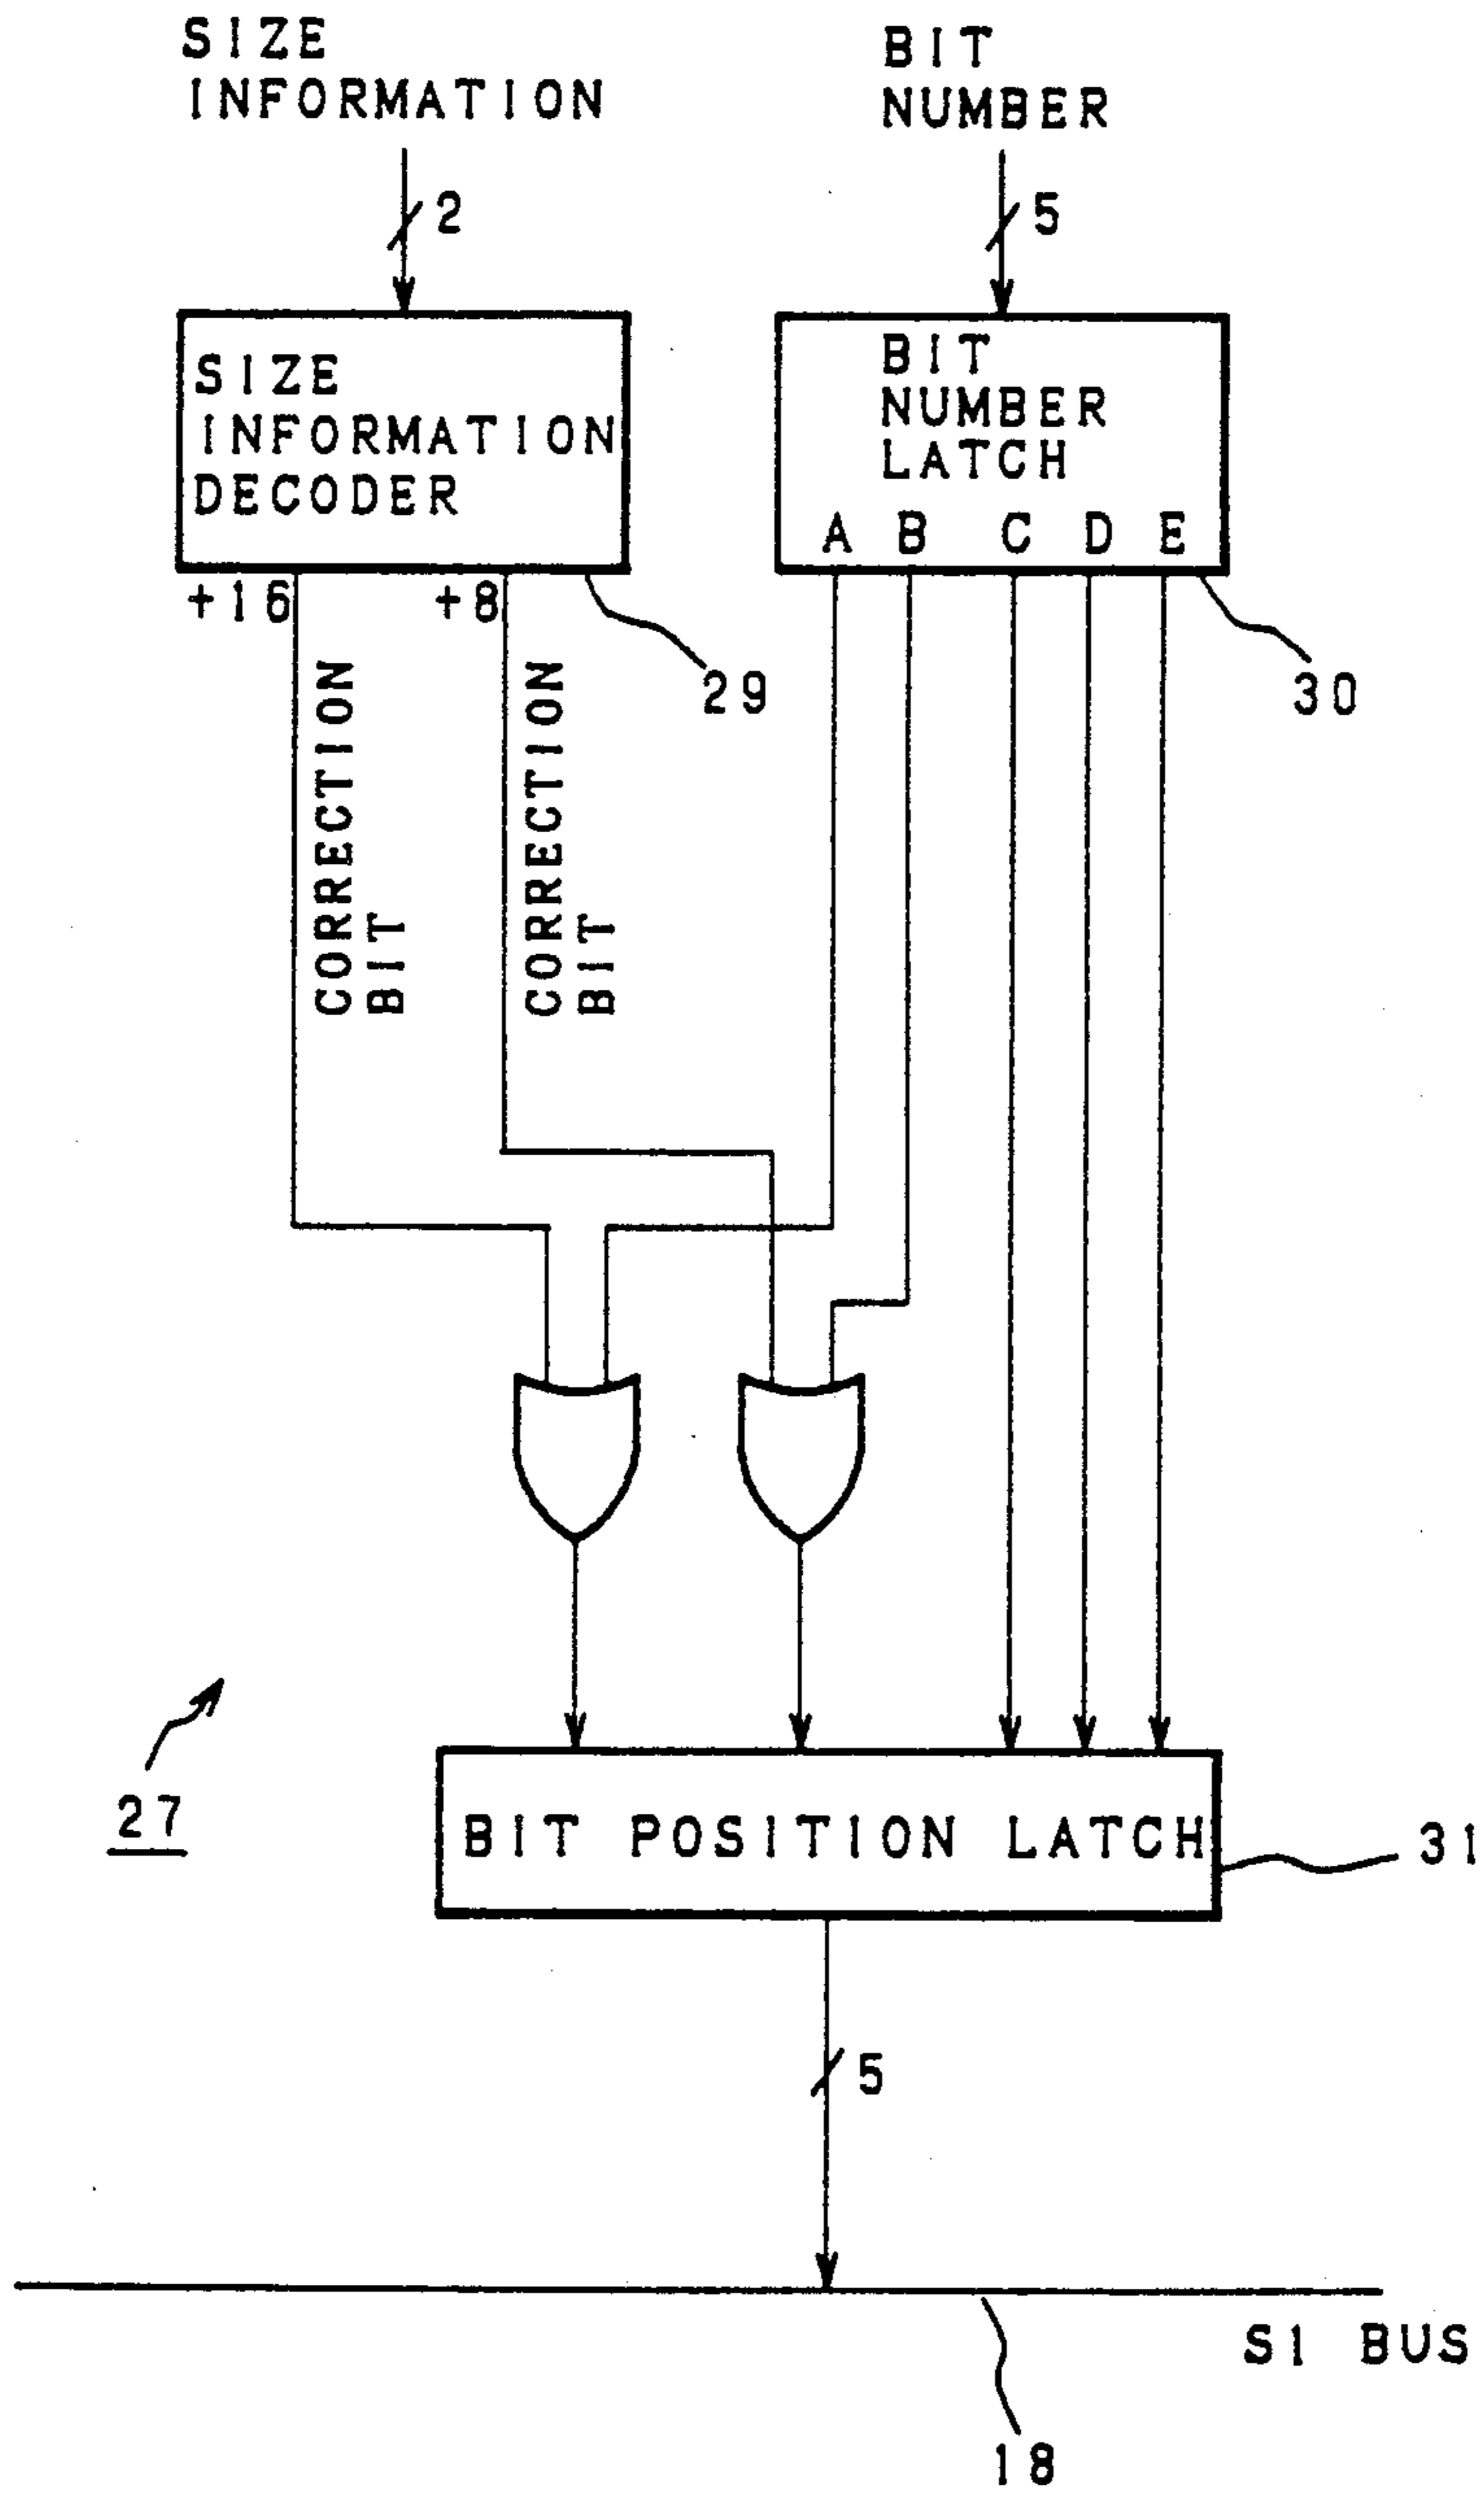 SIZE
INFORMATION
BIT
NUMBER
2
5
SIZE
INFORMATION
DECODER
BIT
NUMBER
LATCH
A B C D E
+16
+8
29
30
CORRECTION
BIT
CORRECTION
BIT
27
BIT POSITION LATCH
31
5
S1 BUS
18